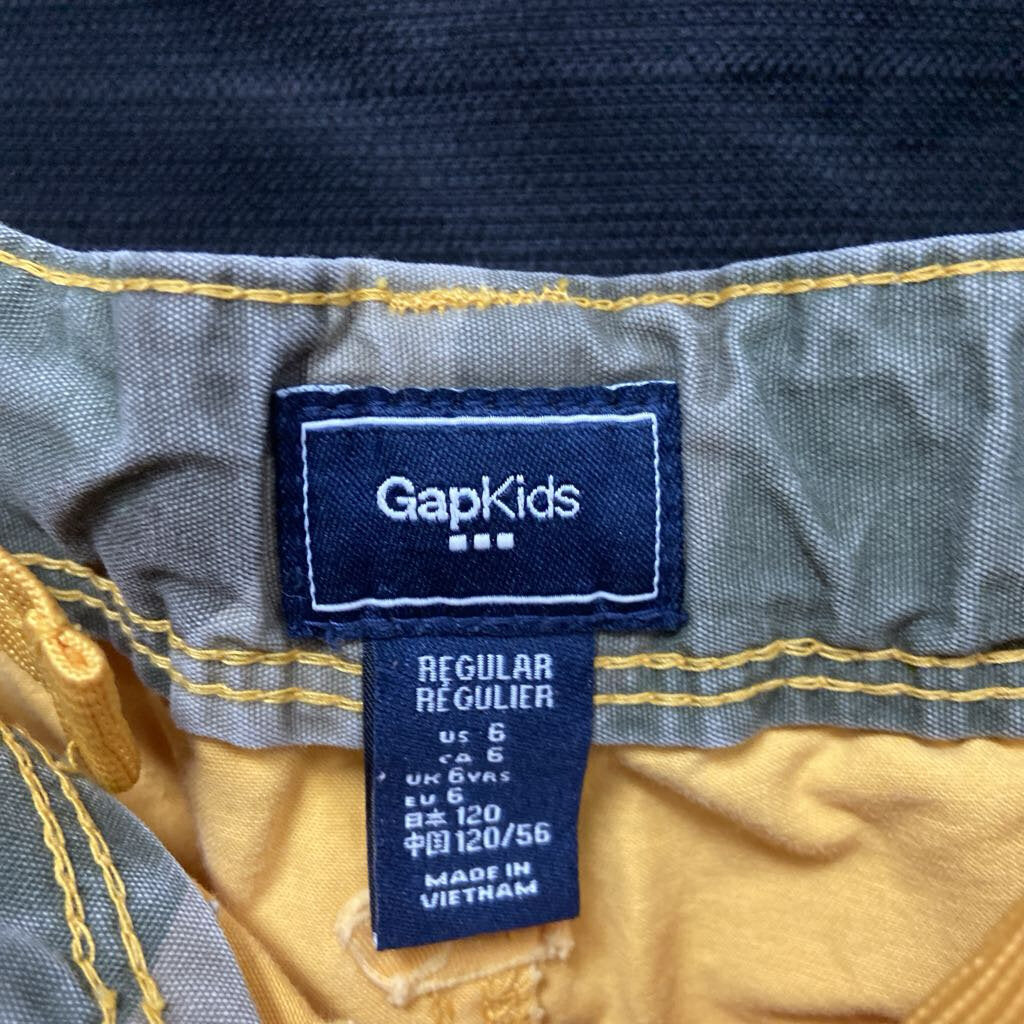 GapKids
REGULAR
RÉGULIER
US 6
CA 6
UK 6YRS
EU 6
日本 120
中国 120/56
MADE IN
VIETNAM